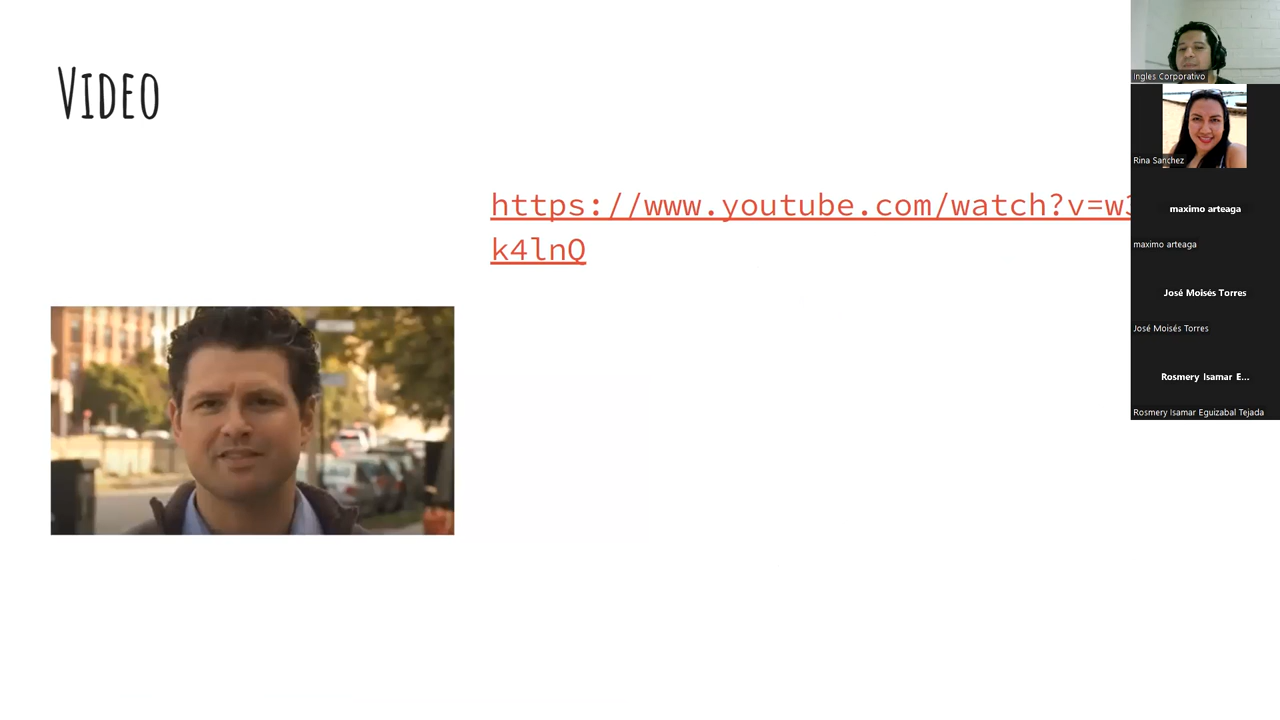 Video
https://www.youtube.com/watch?v=w3
k4lnQ
Ingles Corporativo
Rina Sanchez
maximo arteaga
maximo arteaga
José Moisés Torres
José Moisés Torres
Rosmery Isamar E...
Rosmery Isamar Eguizabal Tejada